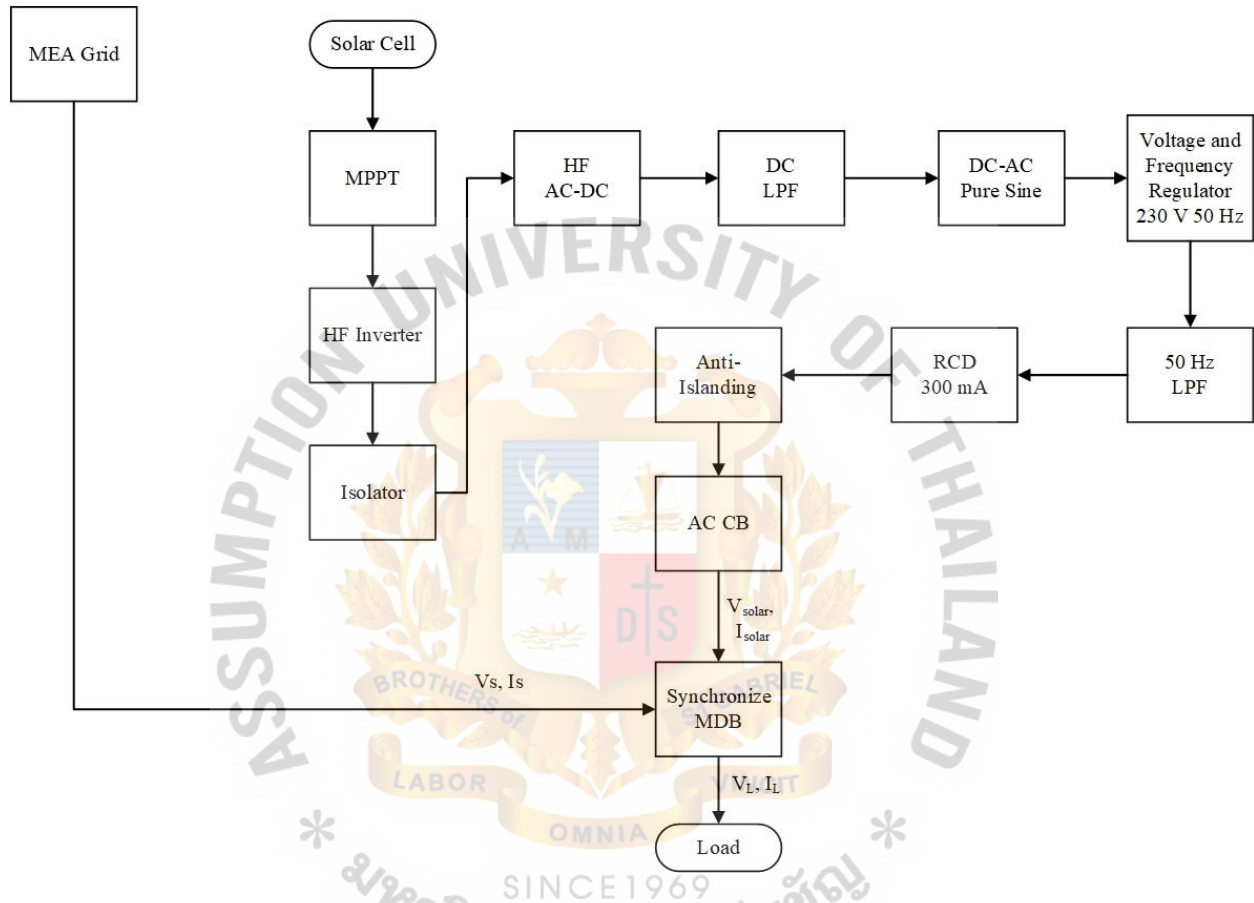 MEA Grid
Solar Cell
MPPT
HF Inverter
Isolator
HF
AC-DC
DC
LPF
DC-AC
Pure Sine
Voltage and
Frequency
Regulator
230 V 50 Hz
50 Hz
LPF
RCD
300 mA
Anti-
Islanding
AC CB
Vsolar,
Isolar
Vs, Is
Synchronize
MDB
VL, IL
Load
ASSUMPTION UNIVERSITY OF THAILAND
A M
D S
BROTHERS of ST GABRIEL
LABOR
OMNIA
VINCIT
SINCE1969